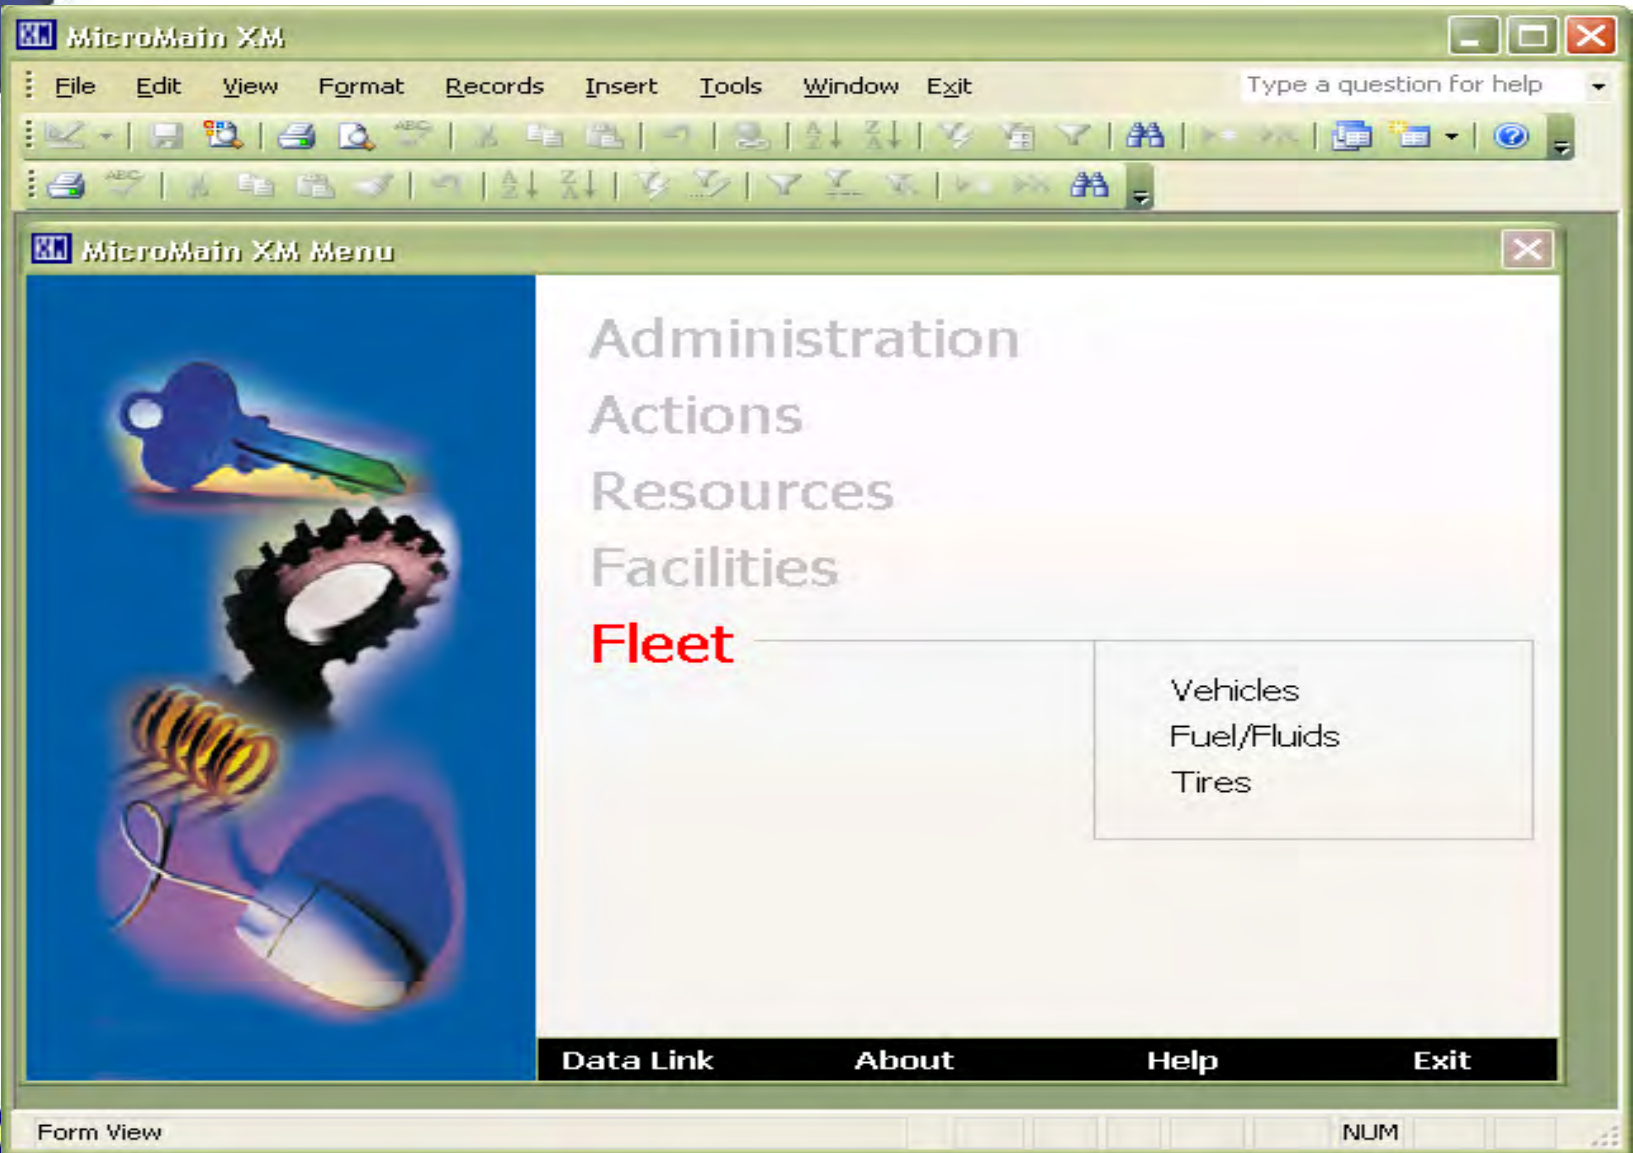 MicroMain XM
File Edit View Format Records Insert Tools Window Exit Type a question for help
MicroMain XM Menu
Administration
Actions
Resources
Facilities
Fleet
Vehicles
Fuel/Fluids
Tires
Data Link About Help Exit
Form View NUM